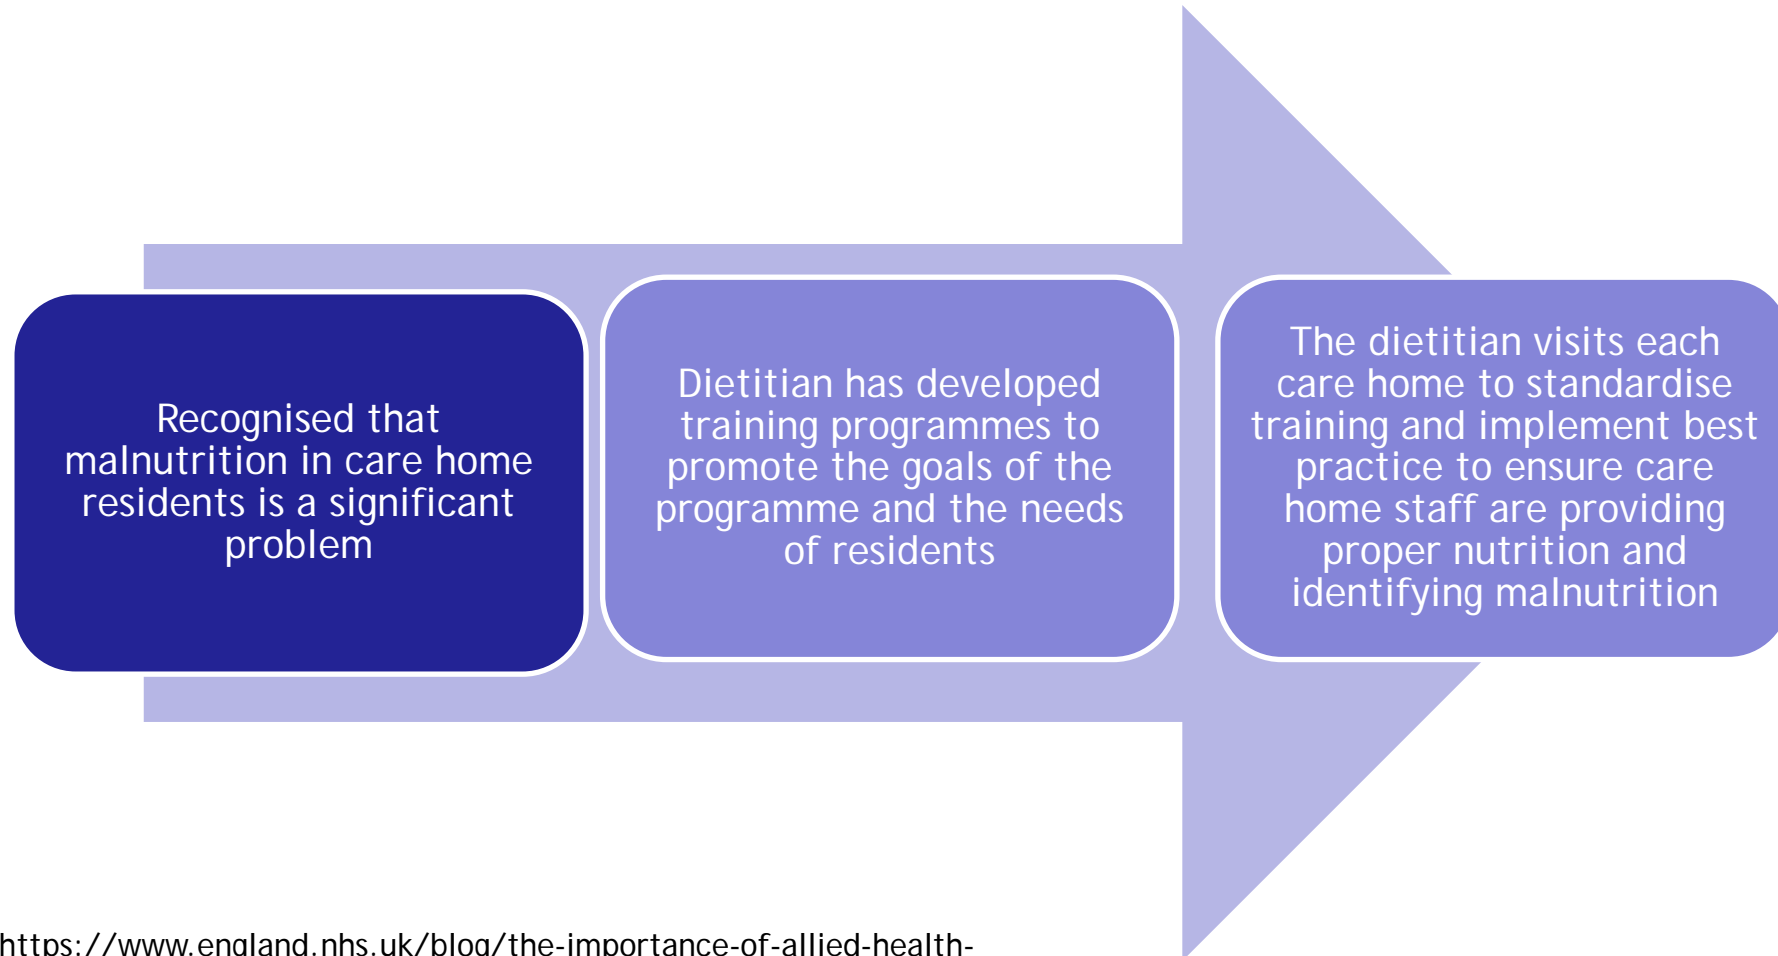 Recognised that
malnutrition in care home
residents is a significant
problem
Dietitian has developed
training programmes to
promote the goals of the
programme and the needs
of residents
The dietitian visits each
care home to standardise
training and implement best
practice to ensure care
home staff are providing
proper nutrition and
identifying malnutrition
https://www.england.nhs.uk/blog/the-importance-of-allied-health-